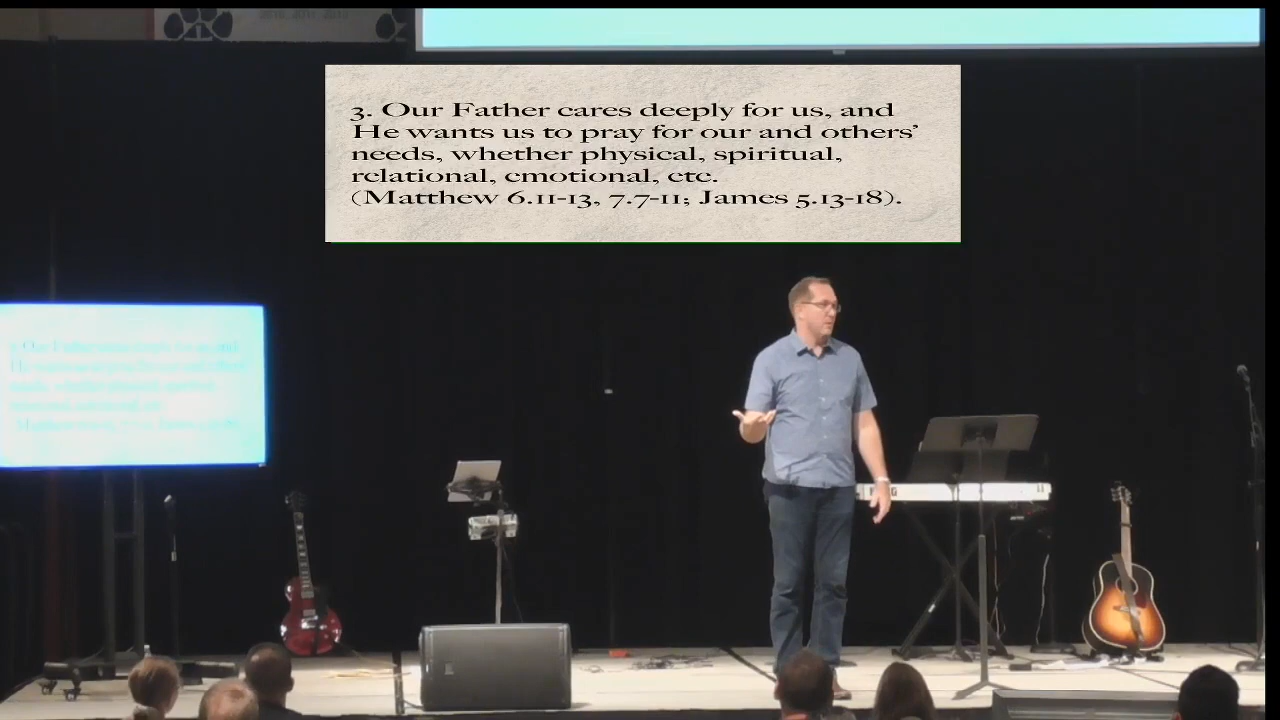 3. Our Father cares deeply for us, and
He wants us to pray for our and others'
needs, whether physical, spiritual,
relational, emotional, etc.
(Matthew 6.11-13, 7.7-11; James 5.13-18).